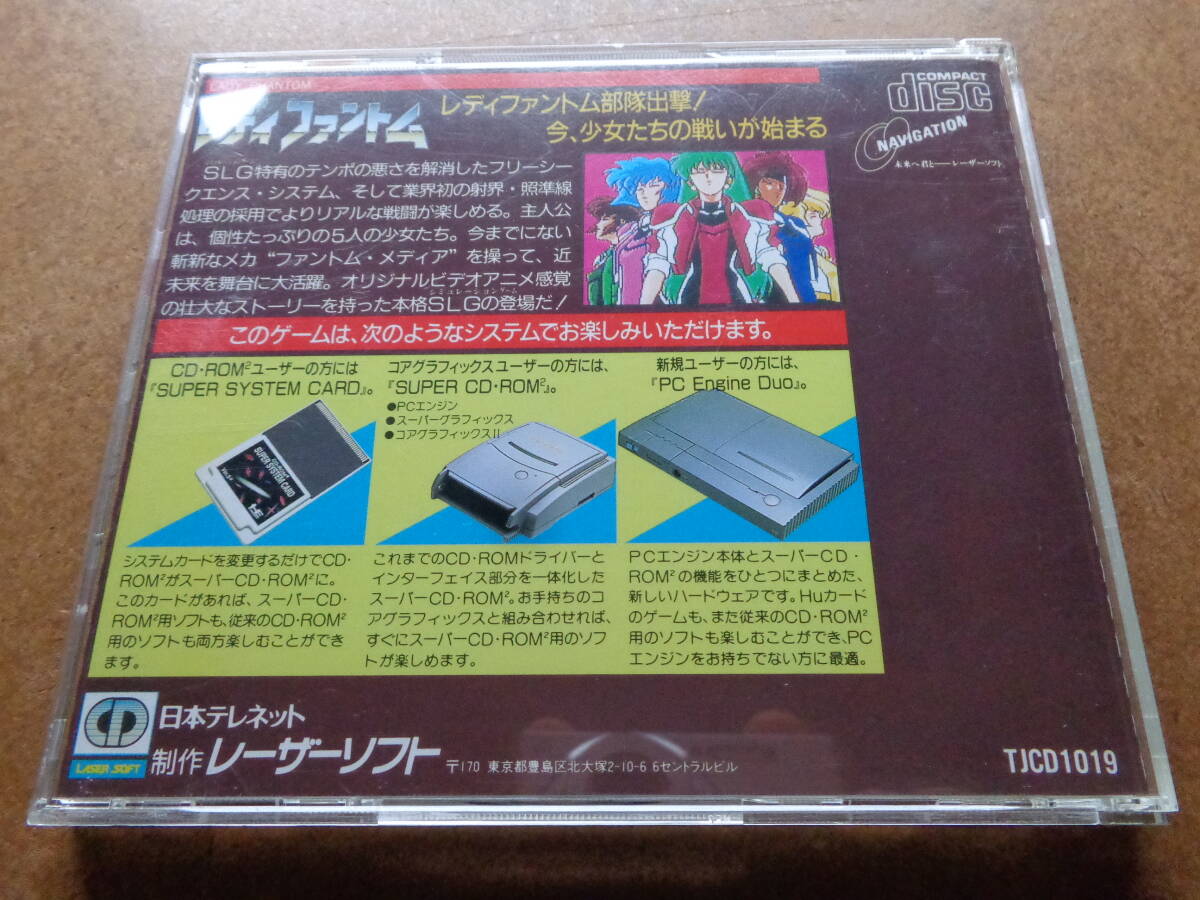 LADY PHANTOM
レディファントム
レディファントム部隊出撃!
今、少女たちの戦いが始まる
COMPACT
disc
NAVIGATION
未来へ君と――レーザーソフト
SLG特有のテンポの悪さを解消したフリーシー
クエンス・システム、そして業界初の射界・照準線
処理の採用でよりリアルな戦闘が楽しめる。主人公
は、個性たっぷりの5人の少女たち。今までにない
斬新なメカ“ファントム・メディア”を操って、近
未来を舞台に大活躍。オリジナルビデオアニメ感覚
シミュレーションゲーム
の壮大なストーリーを持った本格SLGの登場だ!
このゲームは、次のようなシステムでお楽しみいただけます。
CD・ROM²ユーザーの方には
『SUPER SYSTEM CARD』。
SUPER SYSTEM CARD
システムカードを変更するだけでCD・
ROM²がスーパーCD・ROM²に。
このカードがあれば、スーパーCD・
ROM²用ソフトも、従来のCD・ROM²
用のソフトも両方楽しむことができ
ます。
コアグラフィックスユーザーの方には、
『SUPER CD・ROM²』。
●PCエンジン
●スーパーグラフィックス
●コアグラフィックスII
これまでのCD・ROMドライバーと
インターフェイス部分を一体化した
スーパーCD・ROM²。お手持ちのコ
アグラフィックスと組み合わせれば、
すぐにスーパーCD・ROM²用のソフ
トが楽しめます。
新規ユーザーの方には、
『PC Engine Duo』。
PCエンジン本体とスーパーCD・
ROM²の機能をひとつにまとめた、
新しいハードウェアです。Huカード
のゲームも、また従来のCD・ROM²
用のソフトも楽しむことができ、PC
エンジンをお持ちでない方に最適。
LASER SOFT
日本テレネット
制作 レーザーソフト
〒170 東京都豊島区北大塚2-10-6 6セントラルビル
TJCD1019